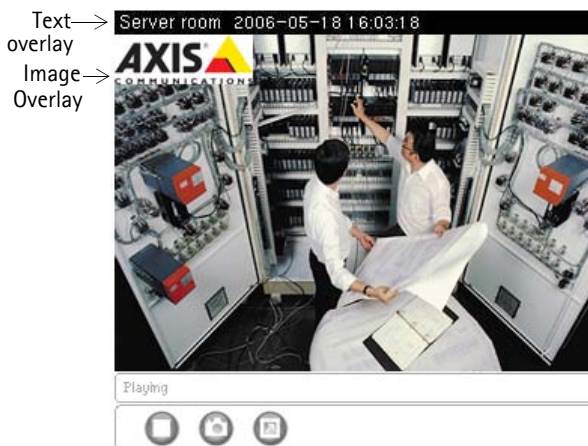 Text
overlay
Image
Overlay
Server room 2006-05-18 16:03:18
AXIS
COMMUNICATIONS
Playing